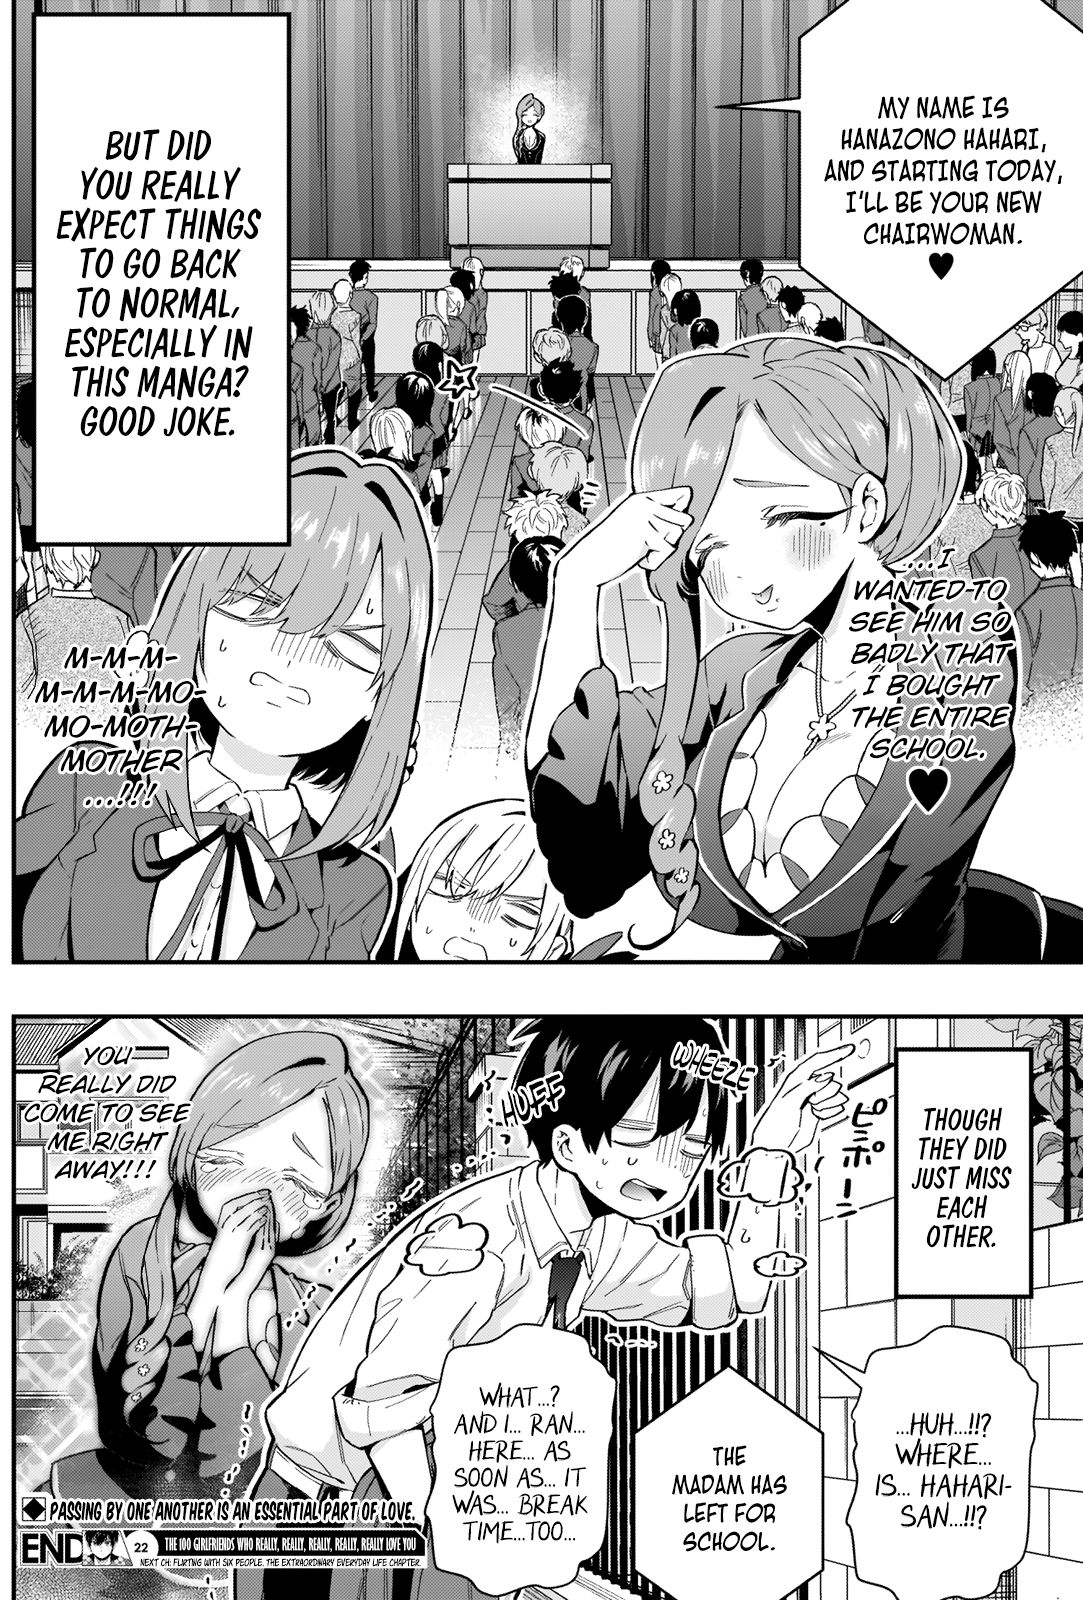 MY NAME IS
HANAZONO HAHARI,
AND STARTING TODAY,
I'LL BE YOUR NEW
CHAIRWOMAN.
♥
BUT DID
YOU REALLY
EXPECT THINGS
TO GO BACK
TO NORMAL,
ESPECIALLY IN
THIS MANGA?
GOOD JOKE.
...I
WANTED TO
SEE HIM SO
BADLY THAT
I BOUGHT
THE ENTIRE
SCHOOL.
♥
M-M-M-
M-M-M-MO-
MO-MOTH-
MOTHER
...!!!
THOUGH
THEY DID
JUST MISS
EACH
OTHER.
ピンポーン
WHEEZE
HUFF
YOU
REALLY DID
COME TO SEE
ME RIGHT
AWAY!!!
...HUH...!!?
WHERE...
IS... HAHARI-
SAN...!!?
THE
MADAM HAS
LEFT FOR
SCHOOL.
WHAT...?
AND I... RAN...
HERE... AS
SOON AS... IT
WAS... BREAK
TIME...TOO...
◆ PASSING BY ONE ANOTHER IS AN ESSENTIAL PART OF LOVE.
END 22 THE 100 GIRLFRIENDS WHO REALLY, REALLY, REALLY, REALLY, REALLY LOVE YOU
NEXT CH: FLIRTING WITH SIX PEOPLE. THE EXTRAORDINARY EVERYDAY LIFE CHAPTER.